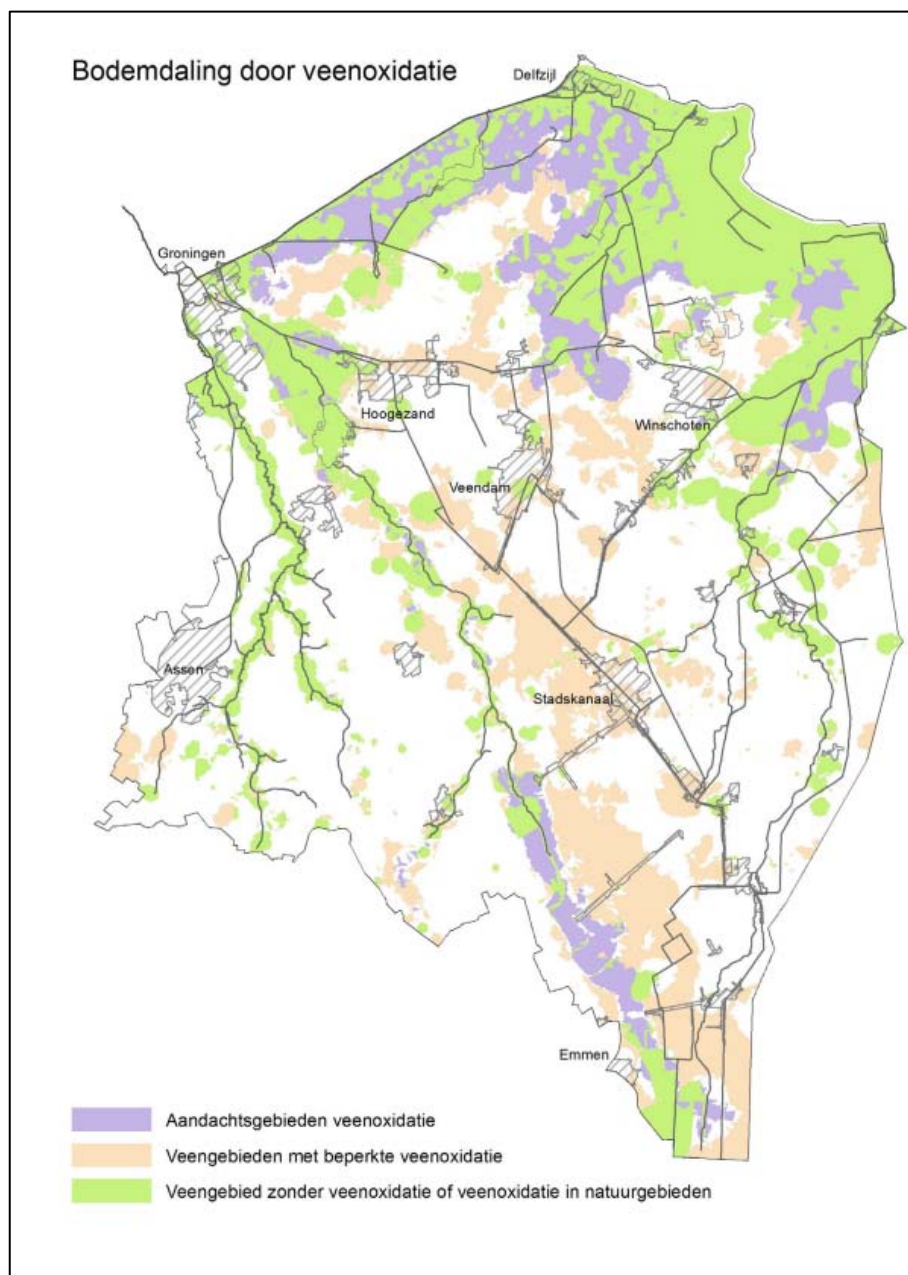 Bodemdaling door veenoxidatie
Delfzijl
Groningen
Hoogezand
Winschoten
Veendam
Assen
Stadskanaal
Emmen
Aandachtsgebieden veenoxidatie
Veengebieden met beperkte veenoxidatie
Veengebied zonder veenoxidatie of veenoxidatie in natuurgebieden